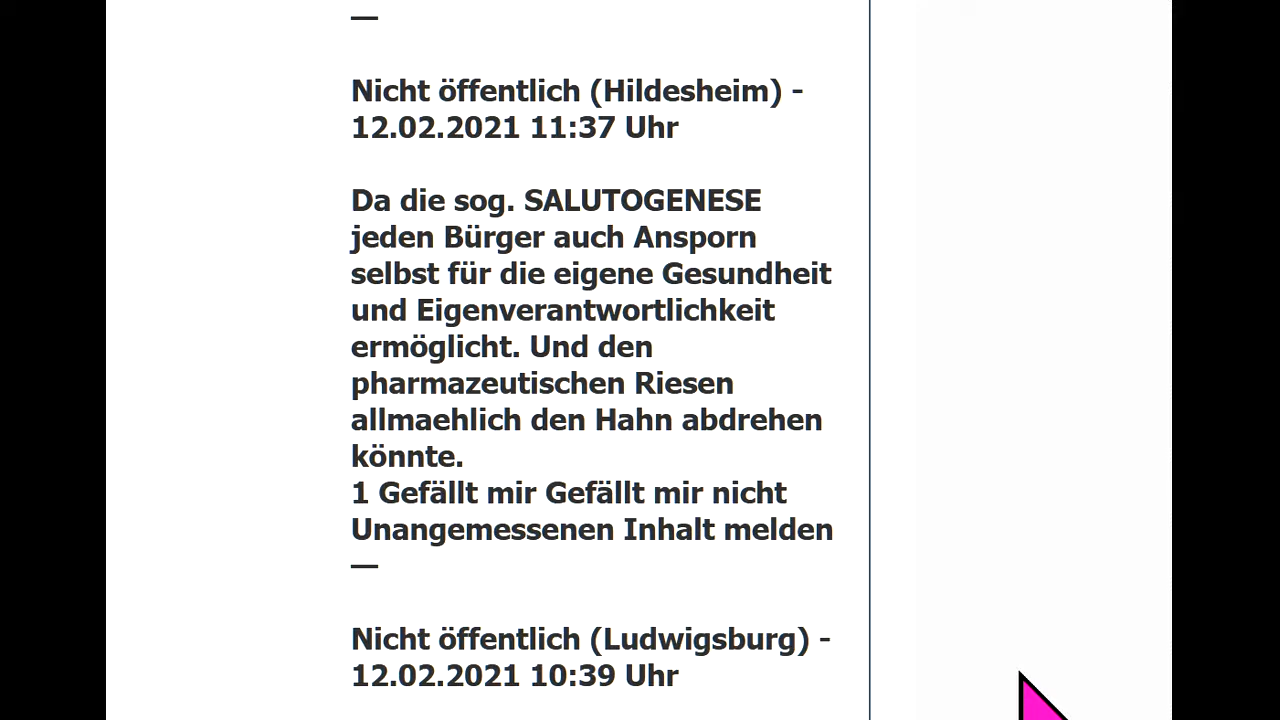 —
Nicht öffentlich (Hildesheim) -
12.02.2021 11:37 Uhr
Da die sog. SALUTOGENESE
jeden Bürger auch Ansporn
selbst für die eigene Gesundheit
und Eigenverantwortlichkeit
ermöglicht. Und den
pharmazeutischen Riesen
allmaehlich den Hahn abdrehen
könnte.
1 Gefällt mir Gefällt mir nicht
Unangemessenen Inhalt melden
—
Nicht öffentlich (Ludwigsburg) -
12.02.2021 10:39 Uhr